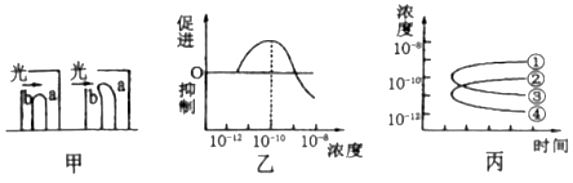 光 光
b a b a
甲
促进
O
抑制
10⁻¹² 10⁻¹⁰ 10⁻⁸ 浓度
乙
浓度
10⁻⁸
10⁻¹⁰
10⁻¹²
①
②
③
④
时间
丙